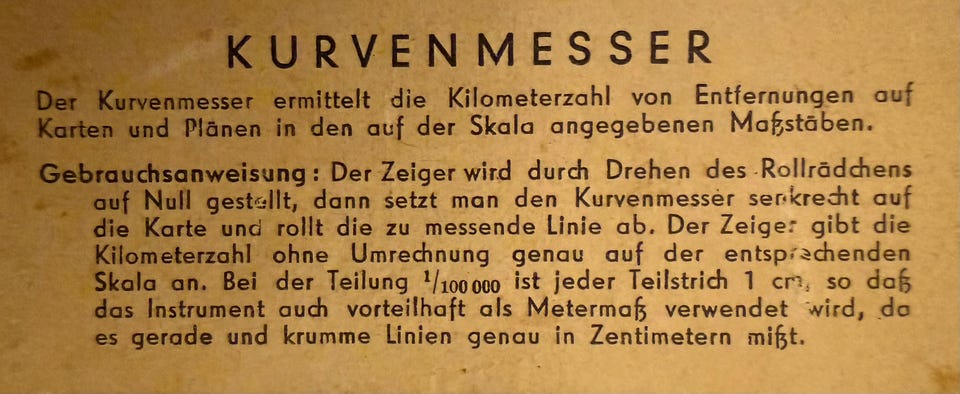 KURVENMESSER
Der Kurvenmesser ermittelt die Kilometerzahl von Entfernungen auf
Karten und Plänen in den auf der Skala angegebenen Maßstäben.
Gebrauchsanweisung: Der Zeiger wird durch Drehen des Rollrädchens
auf Null gestellt, dann setzt man den Kurvenmesser senkrecht auf
die Karte und rollt die zu messende Linie ab. Der Zeiger gibt die
Kilometerzahl ohne Umrechnung genau auf der entsprechenden
Skala an. Bei der Teilung 1/100 000 ist jeder Teilstrich 1 cm, so daß
das Instrument auch vorteilhaft als Metermaß verwendet wird, da
es gerade und krumme Linien genau in Zentimetern mißt.